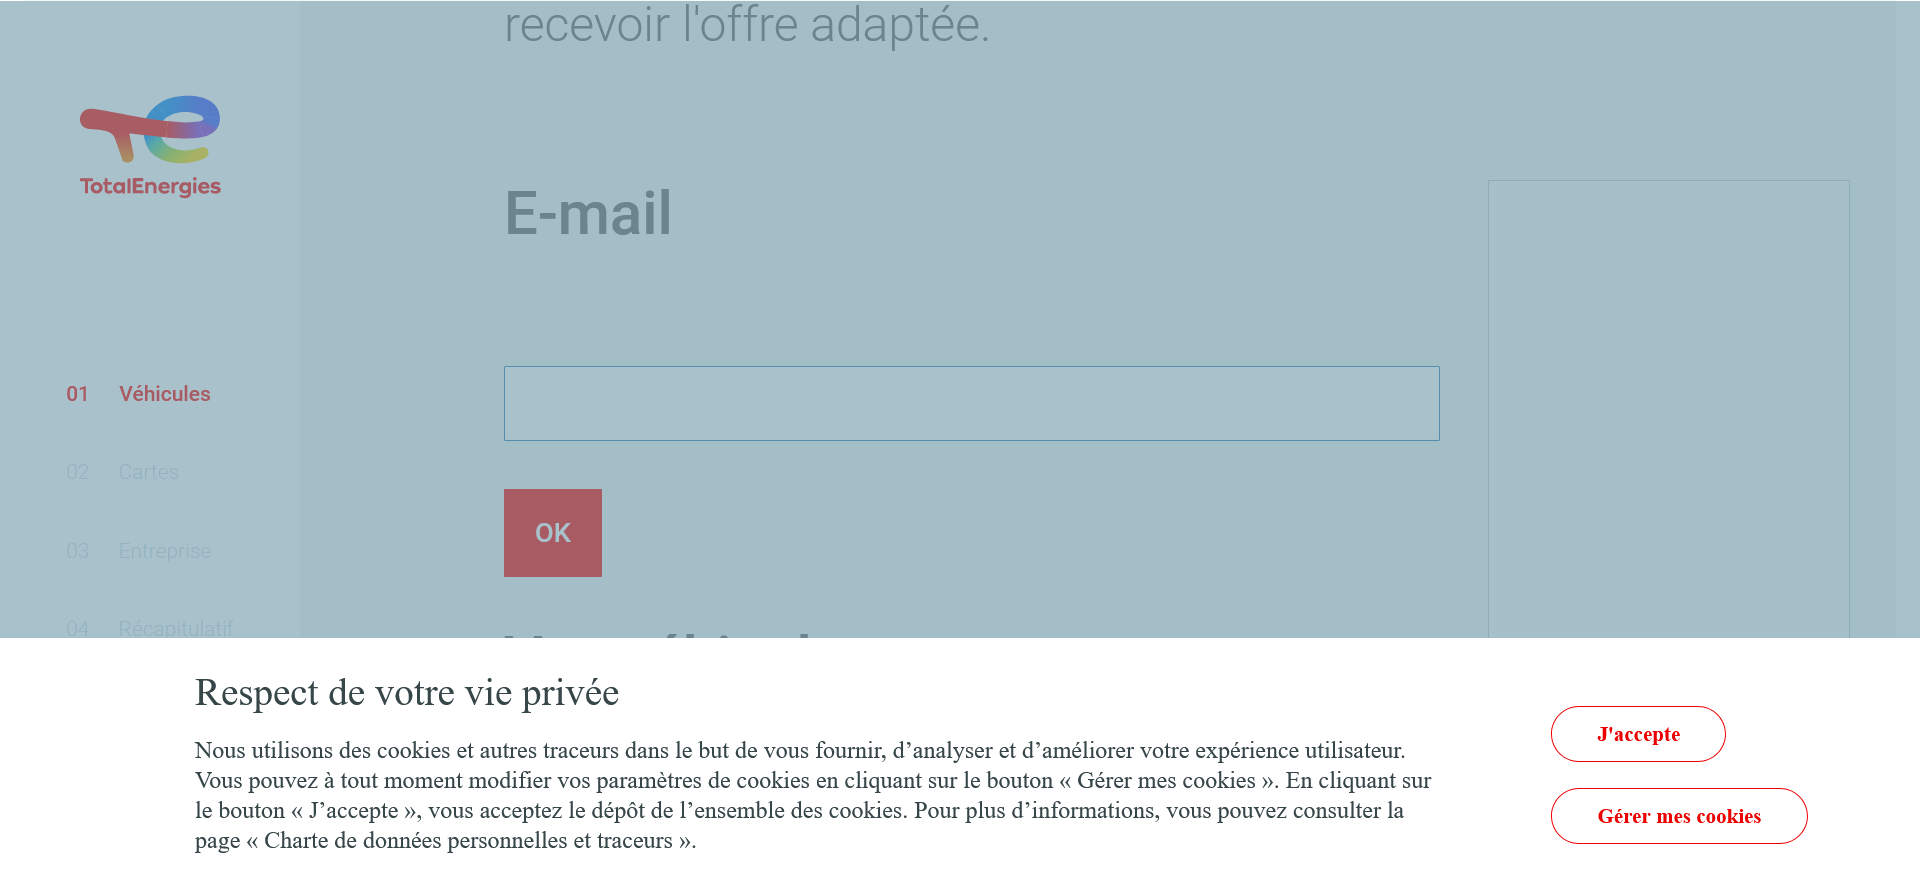 recevoir l'offre adaptée.
TotalEnergies
E-mail
01 Véhicules
02 Cartes
OK
03 Entreprise
04 Récapitulatif
Respect de votre vie privée
Nous utilisons des cookies et autres traceurs dans le but de vous fournir, d’analyser et d’améliorer votre expérience utilisateur.
Vous pouvez à tout moment modifier vos paramètres de cookies en cliquant sur le bouton « Gérer mes cookies ». En cliquant sur
le bouton « J’accepte », vous acceptez le dépôt de l’ensemble des cookies. Pour plus d’informations, vous pouvez consulter la
page « Charte de données personnelles et traceurs ».
J'accepte
Gérer mes cookies